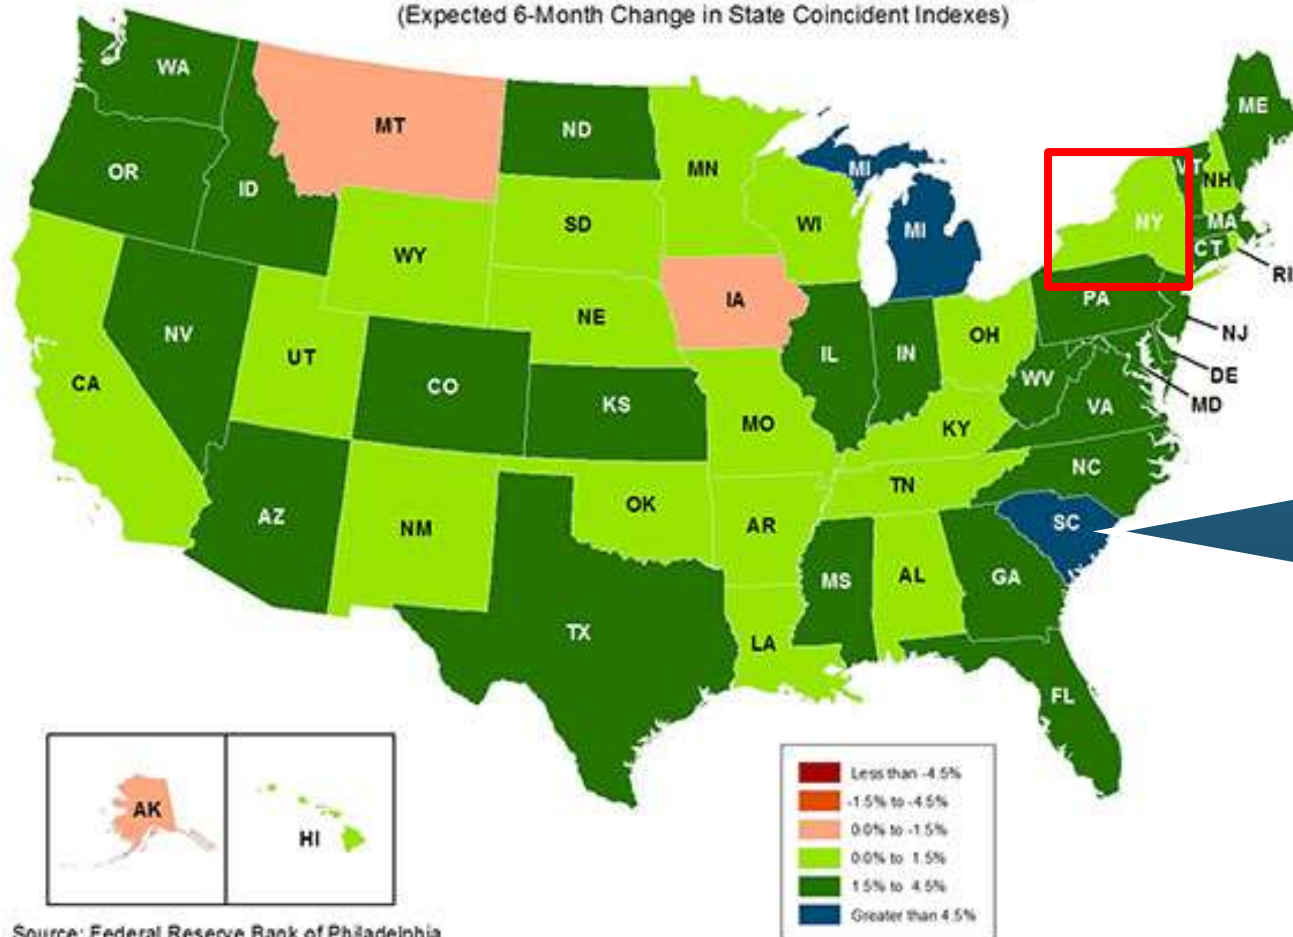 (Expected 6-Month Change in State Coincident Indexes)
WA
MT
ND
ME
OR
ID
MN
MI
VT
NH
WI
NY
MA
SD
MI
CT
WY
RI
IA
PA
NE
NV
UT
IL
IN
OH
NJ
CO
WV
DE
CA
KS
MD
VA
MO
KY
NC
TN
OK
AZ
NM
AR
SC
MS
AL
GA
TX
LA
FL
AK
HI
Less than -4.5%
-1.5% to -4.5%
0.0% to -1.5%
0.0% to 1.5%
1.5% to 4.5%
Greater than 4.5%
Source: Federal Reserve Bank of Philadelphia